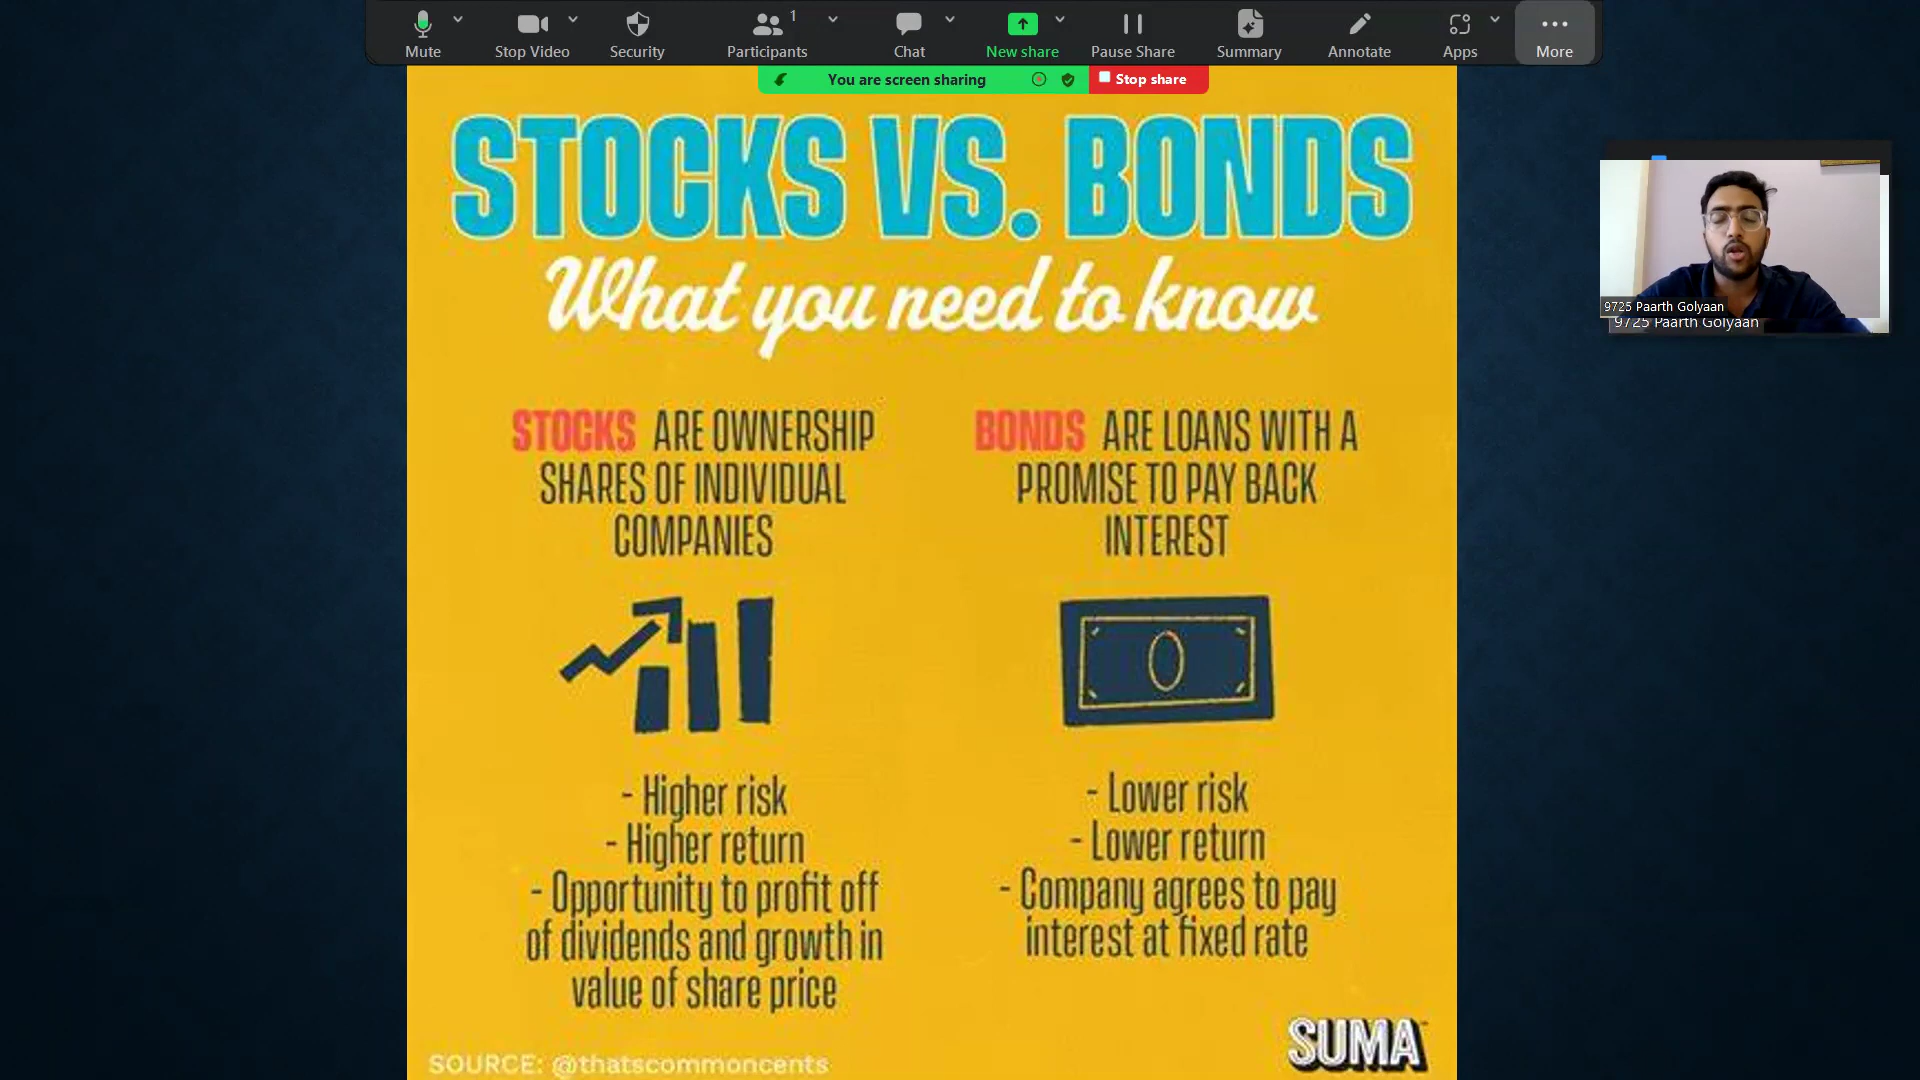 1
Mute
Stop Video
Security
Participants
Chat
New share
Pause Share
Summary
Annotate
Apps
More
You are screen sharing
Stop share
STOCKS VS. BONDS
What you need to know
STOCKS ARE OWNERSHIP
SHARES OF INDIVIDUAL
COMPANIES
- Higher risk
- Higher return
- Opportunity to profit off
of dividends and growth in
value of share price
BONDS ARE LOANS WITH A
PROMISE TO PAY BACK
INTEREST
- Lower risk
- Lower return
- Company agrees to pay
interest at fixed rate
SOURCE: @thatscommoncents
SUMA
9725 Paarth Golyaan
9725 Paarth Golyaan